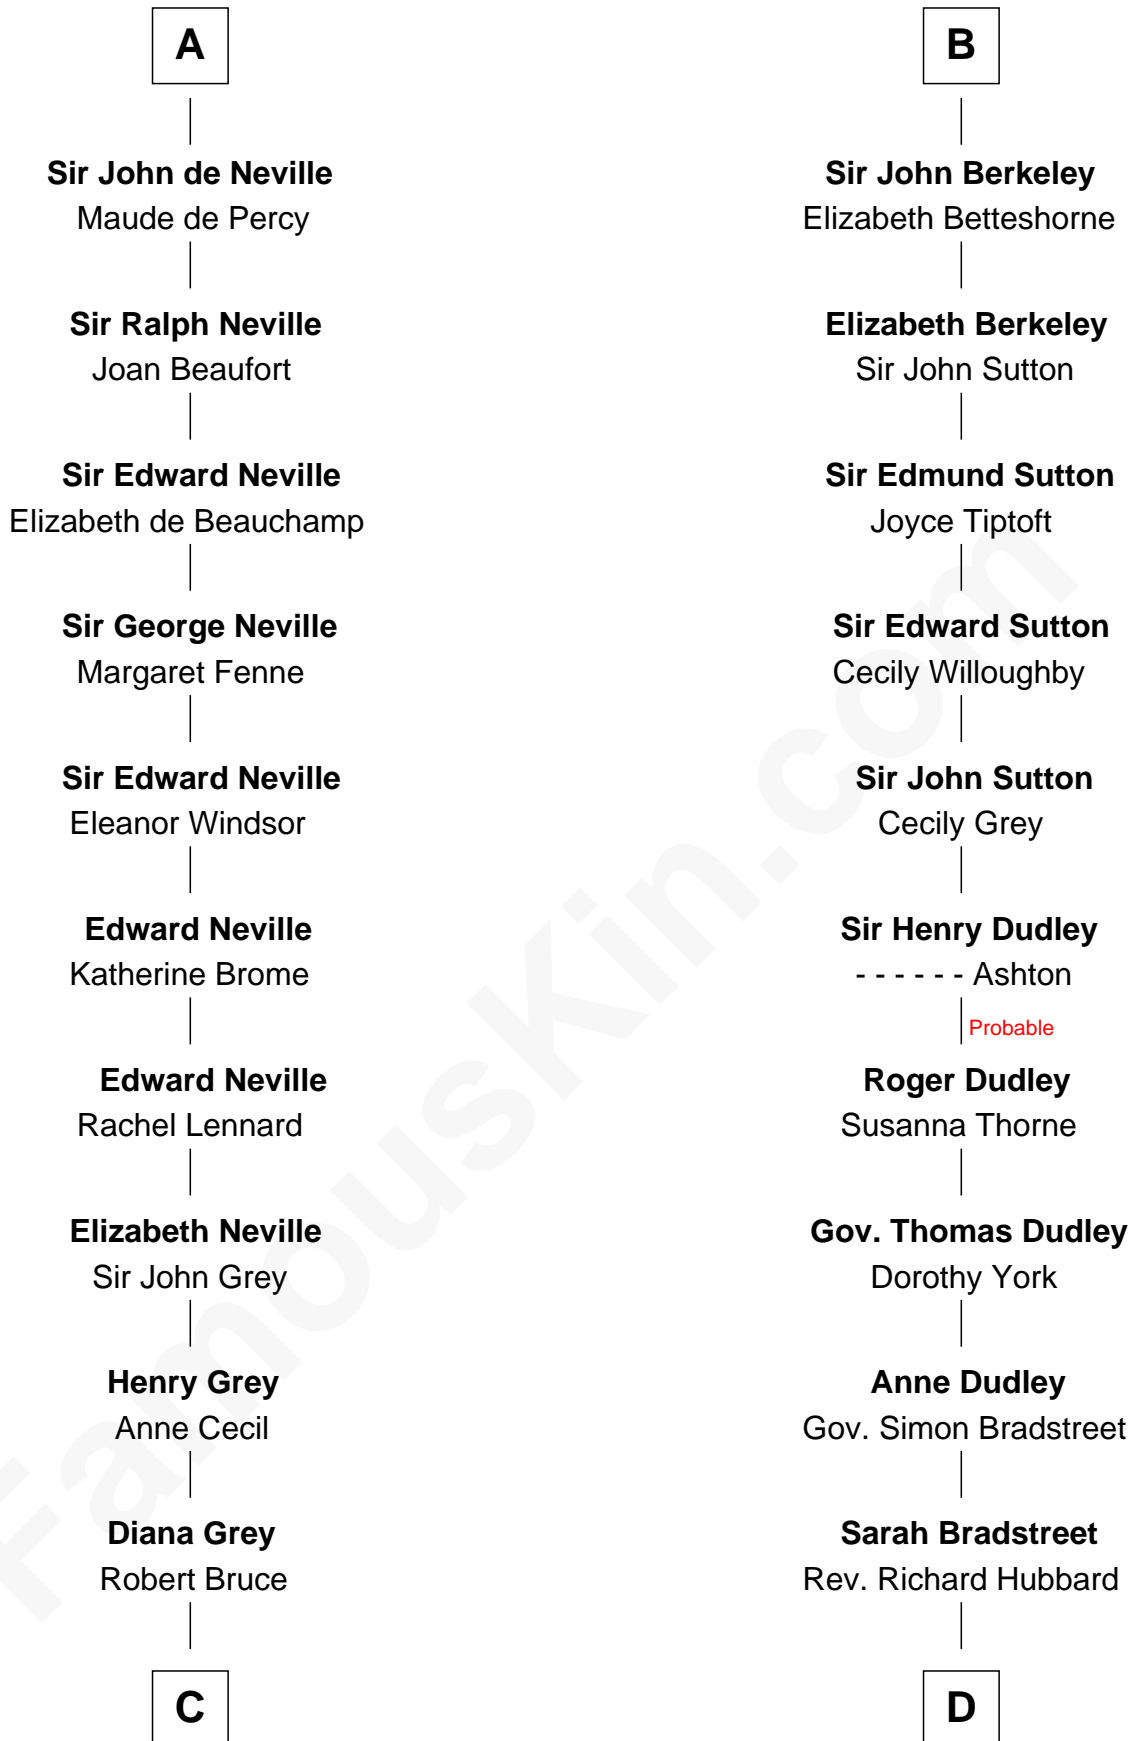 A
Sir John de Neville
Maude de Percy
Sir Ralph Neville
Joan Beaufort
Sir Edward Neville
Elizabeth de Beauchamp
Sir George Neville
Margaret Fenne
Sir Edward Neville
Eleanor Windsor
Edward Neville
Katherine Brome
Edward Neville
Rachel Lennard
Elizabeth Neville
Sir John Grey
Henry Grey
Anne Cecil
Diana Grey
Robert Bruce
C
B
Sir John Berkeley
Elizabeth Betteshorne
Elizabeth Berkeley
Sir John Sutton
Sir Edmund Sutton
Joyce Tiptoft
Sir Edward Sutton
Cecily Willoughby
Sir John Sutton
Cecily Grey
Sir Henry Dudley
- - - - - - Ashton
Probable
Roger Dudley
Susanna Thorne
Gov. Thomas Dudley
Dorothy York
Anne Dudley
Gov. Simon Bradstreet
Sarah Bradstreet
Rev. Richard Hubbard
D
FamousKin.com